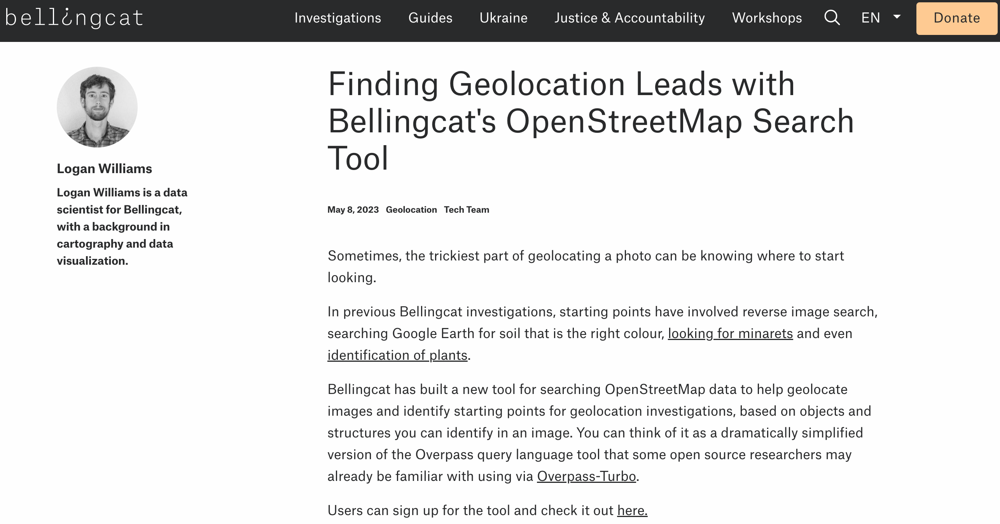 bellingcat
Investigations Guides Ukraine Justice & Accountability Workshops EN Donate
Logan Williams
Logan Williams is a data
scientist for Bellingcat,
with a background in
cartography and data
visualization.
Finding Geolocation Leads with
Bellingcat's OpenStreetMap Search
Tool
May 8, 2023 Geolocation Tech Team
Sometimes, the trickiest part of geolocating a photo can be knowing where to start
looking.
In previous Bellingcat investigations, starting points have involved reverse image search,
searching Google Earth for soil that is the right colour, looking for minarets and even
identification of plants.
Bellingcat has built a new tool for searching OpenStreetMap data to help geolocate
images and identify starting points for geolocation investigations, based on objects and
structures you can identify in an image. You can think of it as a dramatically simplified
version of the Overpass query language tool that some open source researchers may
already be familiar with using via Overpass-Turbo.
Users can sign up for the tool and check it out here.